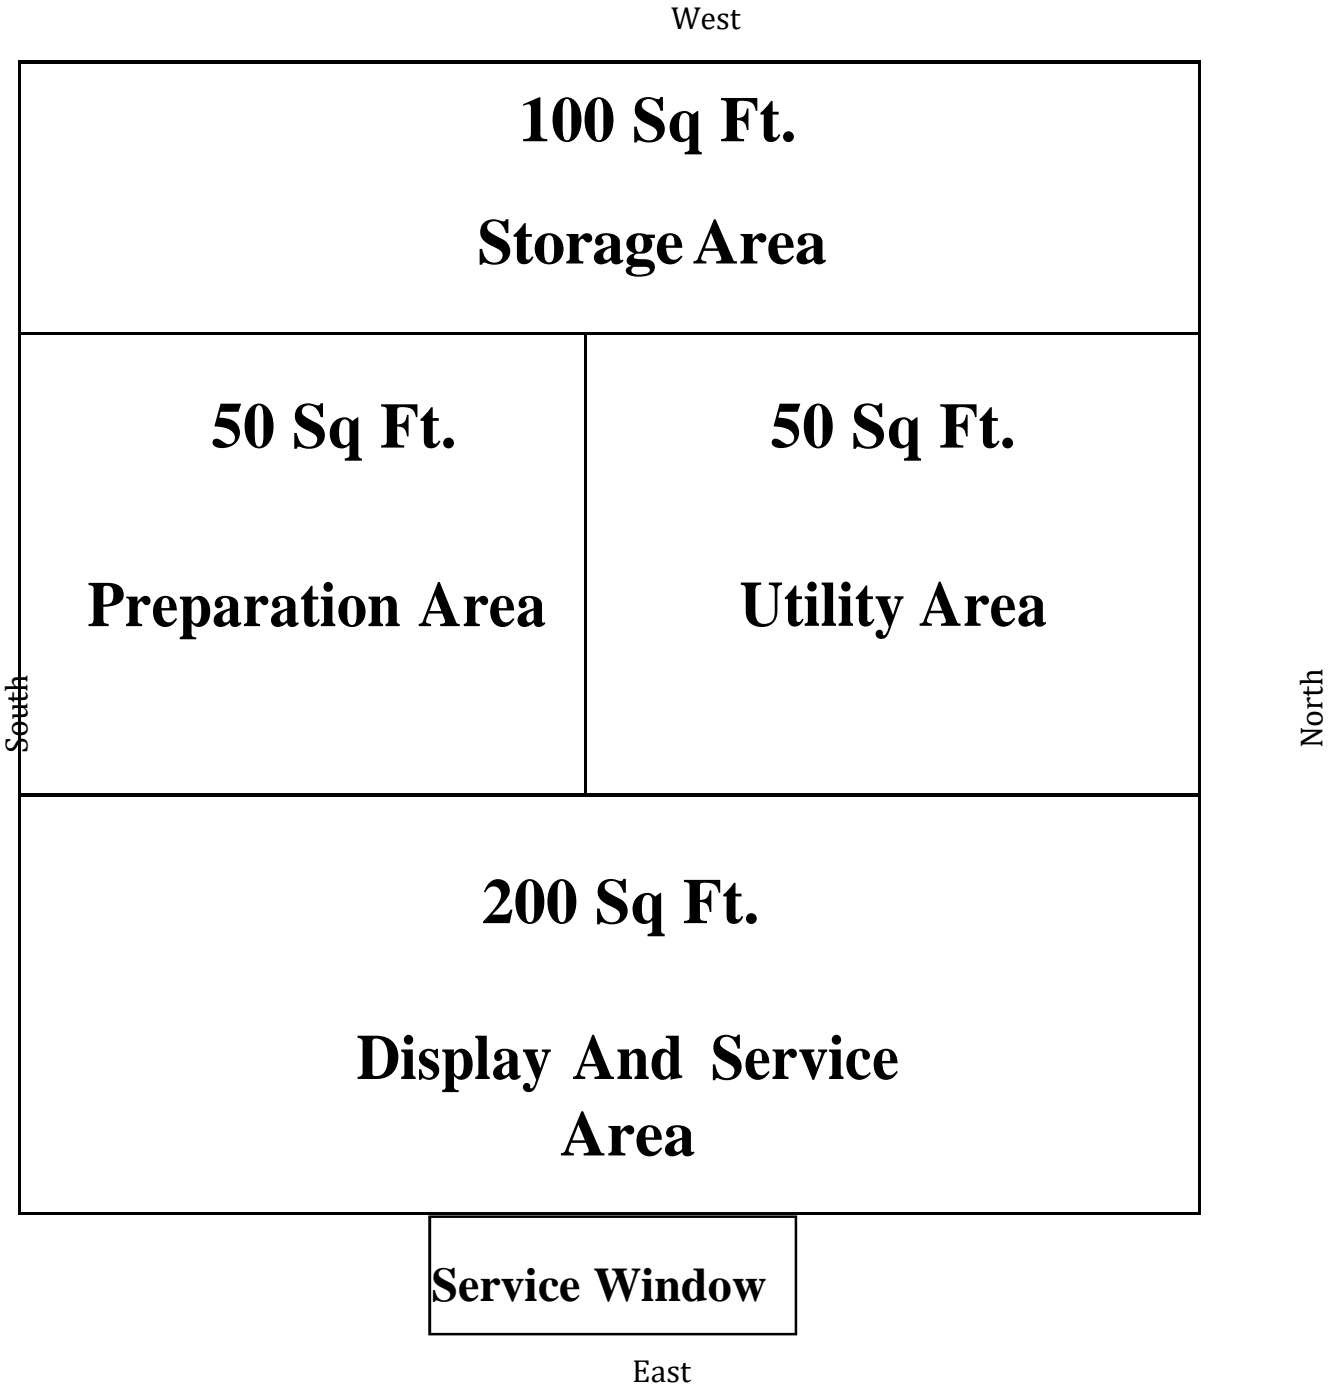 West
100 Sq Ft.
Storage Area
50 Sq Ft.
50 Sq Ft.
Preparation Area
Utility Area
South
North
200 Sq Ft.
Display And Service
Area
Service Window
East